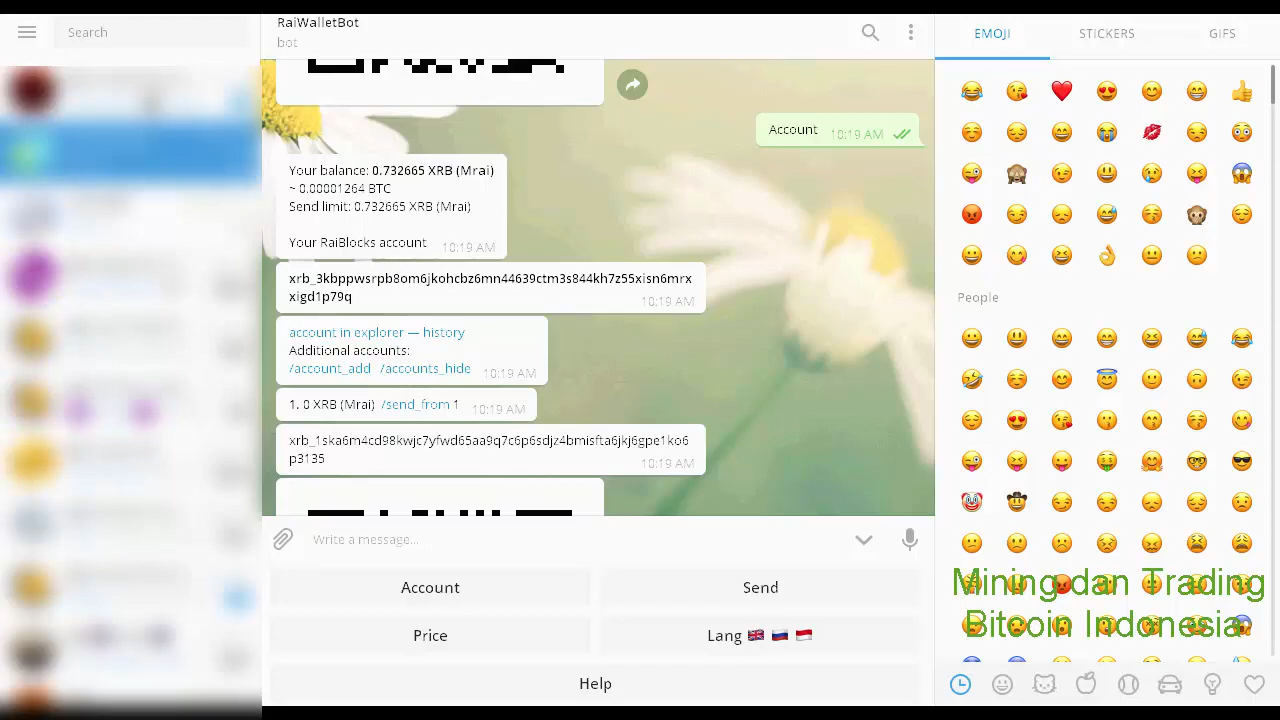 Search
RaiWalletBot
bot
Account 10:19 AM
Your balance: 0.732665 XRB (Mrai)
~ 0.00001264 BTC
Send limit: 0.732665 XRB (Mrai)
Your RaiBlocks account 10:19 AM
xrb_3kbppwsrpb8om6jkohcbz6mn44639ctm3s844kh7z55xisn6mrx
xigd1p79q 10:19 AM
account in explorer — history
Additional accounts:
/account_add /accounts_hide 10:19 AM
1. 0 XRB (Mrai) /send_from 1 10:19 AM
xrb_1ska6m4cd98kwjc7yfwd65aa9q7c6p6sdjz4bmisfta6jkj6gpe1ko6
p3135 10:19 AM
Write a message...
Account
Send
Price
Lang
Help
EMOJI
STICKERS
GIFS
People
Mining dan Trading
Bitcoin Indonesia